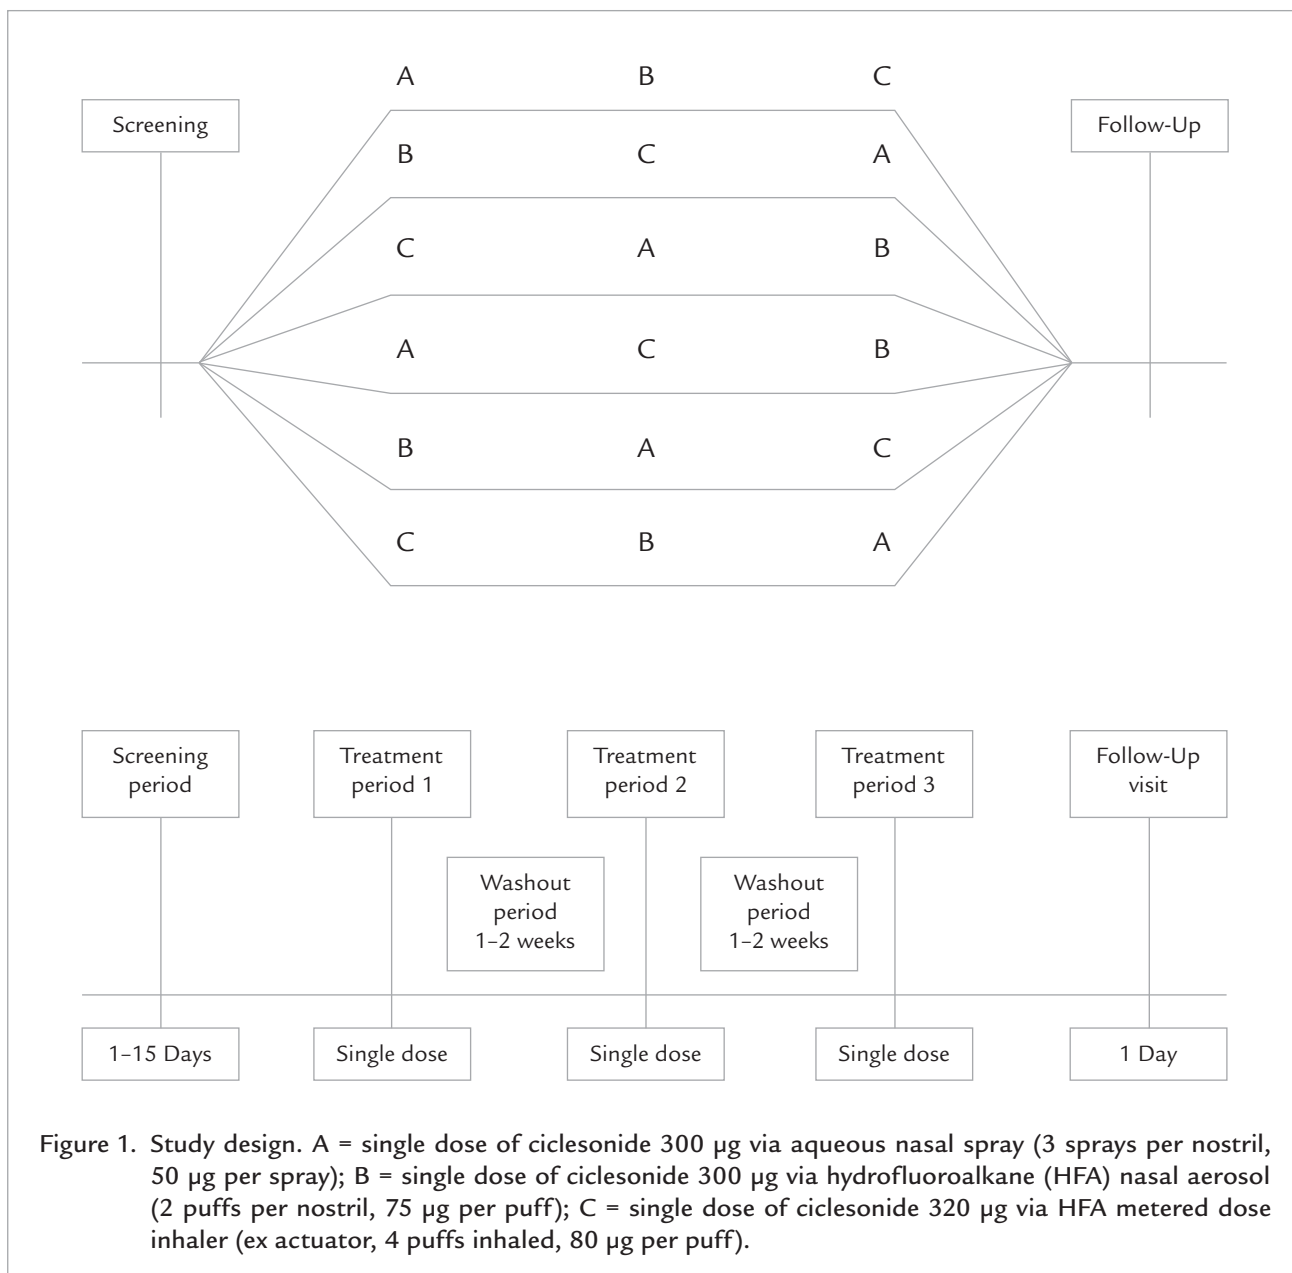 A B C
Screening
Follow-Up
B C A
C A B
A C B
B A C
C B A
Screening
period
Treatment
period 1
Treatment
period 2
Treatment
period 3
Follow-Up
visit
Washout
period
1–2 weeks
Washout
period
1–2 weeks
1–15 Days
Single dose
Single dose
Single dose
1 Day
Figure 1. Study design. A = single dose of ciclesonide 300 µg via aqueous nasal spray (3 sprays per nostril,
50 µg per spray); B = single dose of ciclesonide 300 µg via hydrofluoroalkane (HFA) nasal aerosol
(2 puffs per nostril, 75 µg per puff); C = single dose of ciclesonide 320 µg via HFA metered dose
inhaler (ex actuator, 4 puffs inhaled, 80 µg per puff).